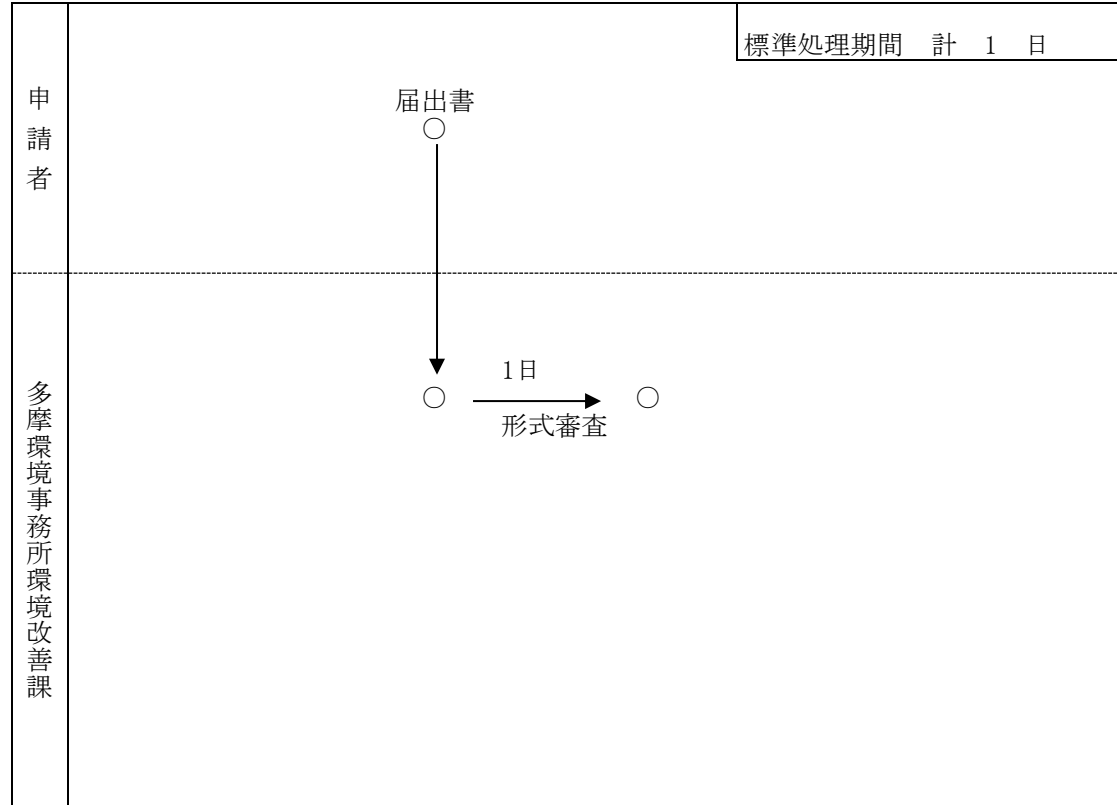 標準処理期間 計 1 日
申請者
届出書
○
1日
○ ○
形式審査
多摩環境事務所環境改善課